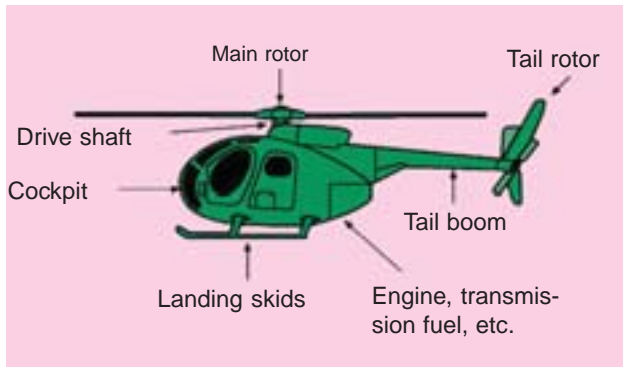 Main rotor
Tail rotor
Drive shaft
Cockpit
Tail boom
Landing skids
Engine, transmis-
sion fuel, etc.